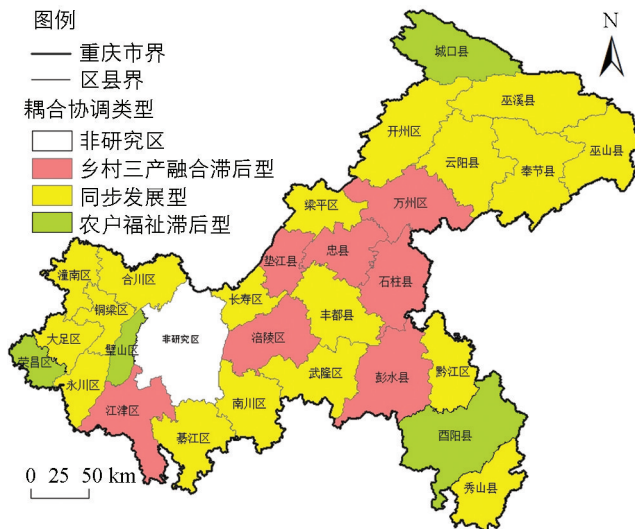 图例
重庆市界
区县界
耦合协调类型
非研究区
乡村三产融合滞后型
同步发展型
农户福祉滞后型
N
城口县
巫溪县
开州区
巫山县
云阳县
奉节县
万州区
梁平区
忠县
垫江县
石柱县
潼南区
合川区
长寿区
铜梁区
丰都县
大足区
璧山区
非研究区
涪陵区
荣昌区
黔江区
永川区
武隆区
彭水县
江津区
南川区
綦江区
酉阳县
秀山县
0 25 50 km